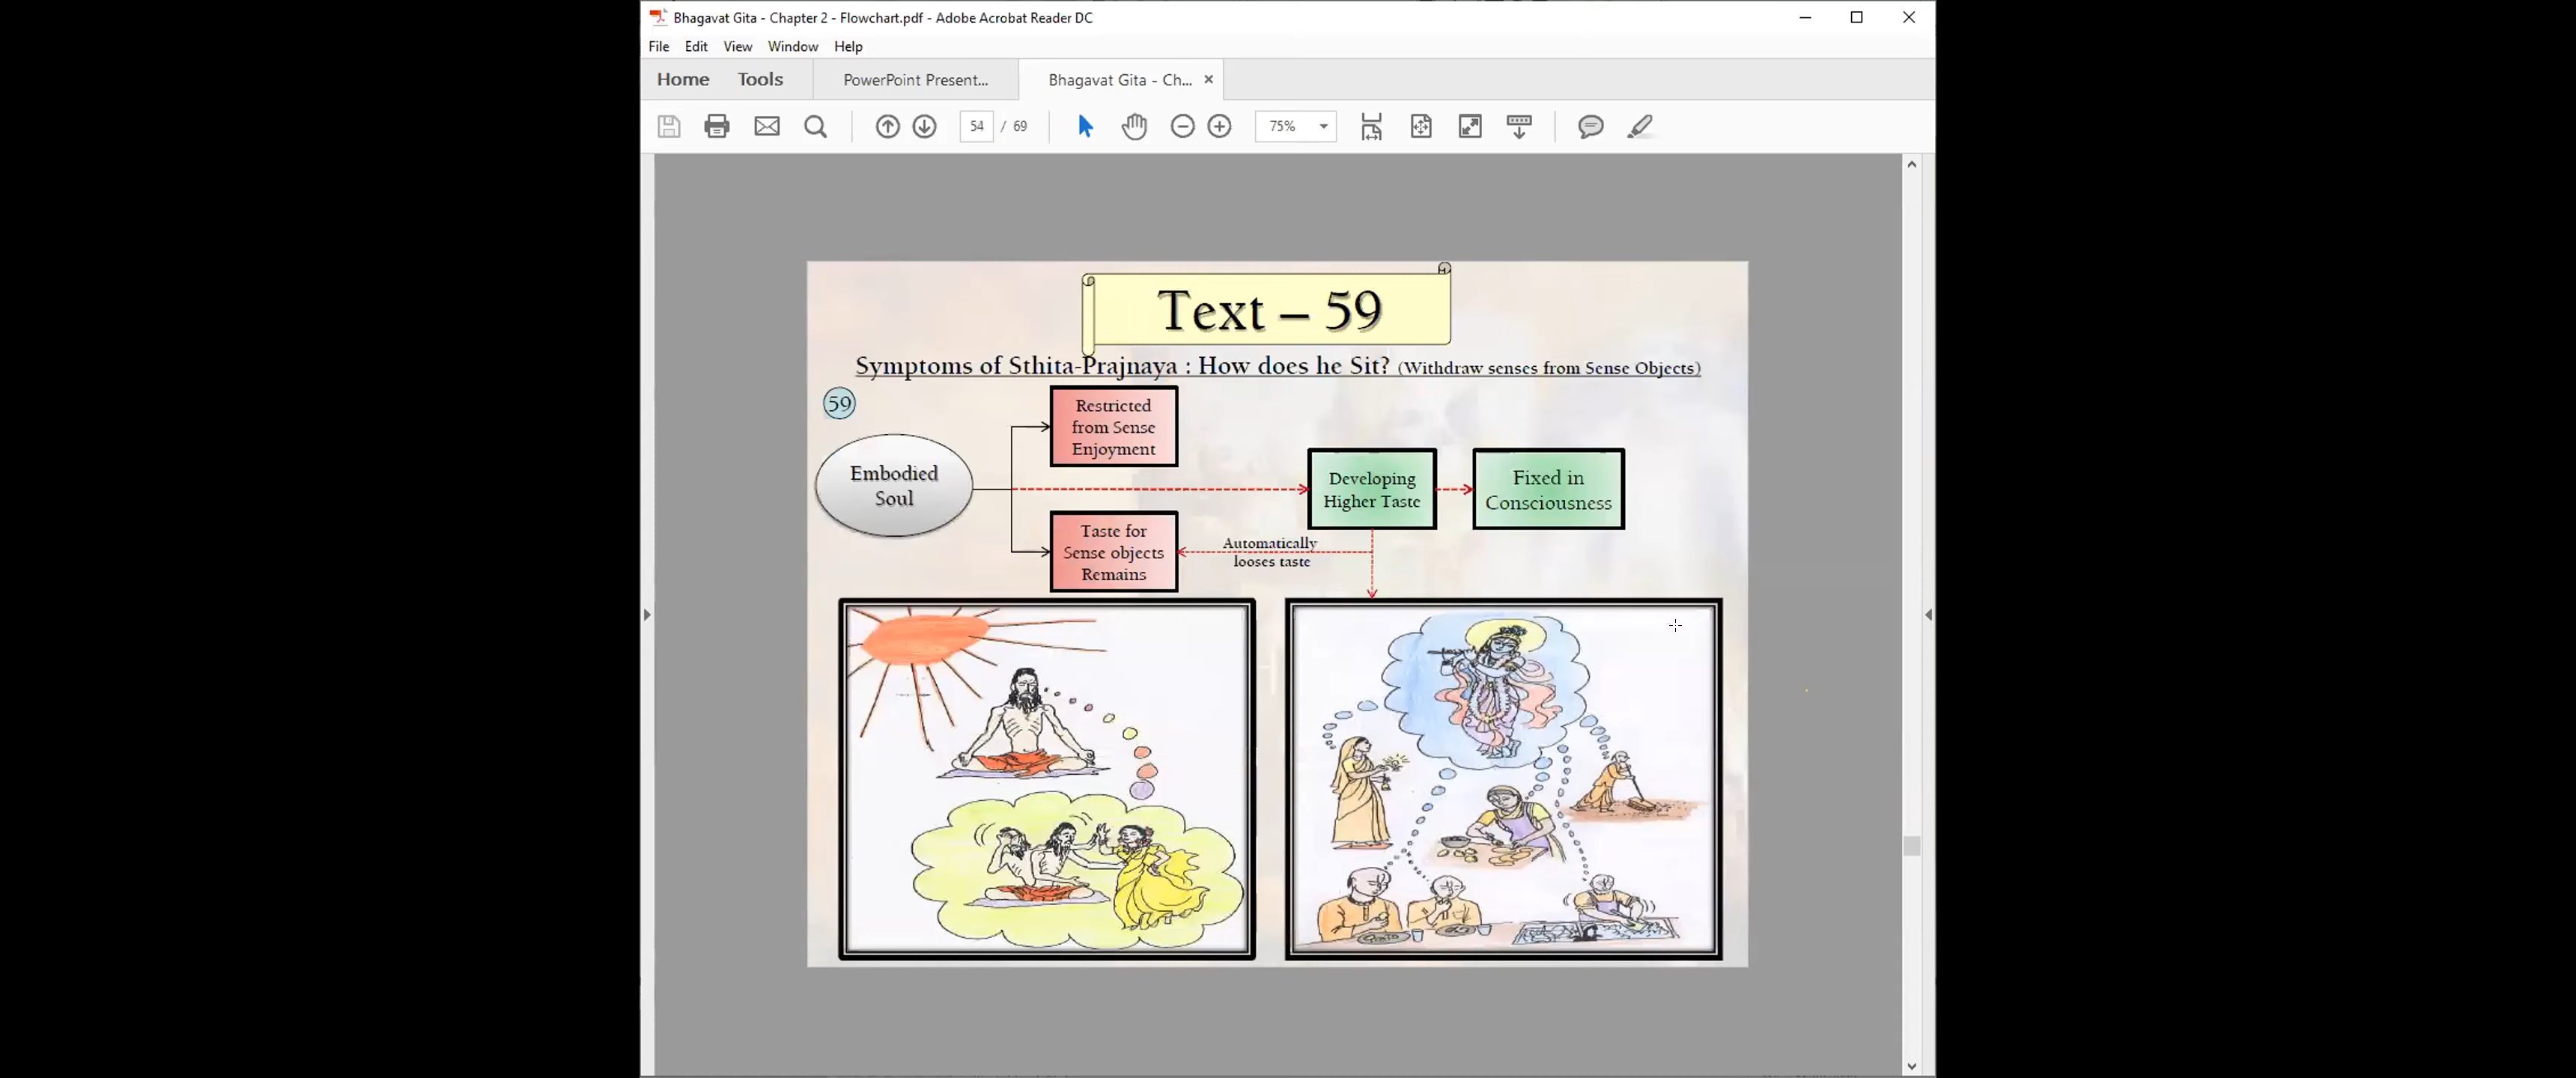 Bhagavat Gita - Chapter 2 - Flowchart.pdf - Adobe Acrobat Reader DC
File Edit View Window Help
Home Tools PowerPoint Present... Bhagavat Gita - Ch...
54 / 69 75%
Text – 59
Symptoms of Sthita-Prajnaya : How does he Sit? (Withdraw senses from Sense Objects)
59
Embodied
Soul
Restricted
from Sense
Enjoyment
Developing
Higher Taste
Fixed in
Consciousness
Taste for
Sense objects
Remains
Automatically
looses taste